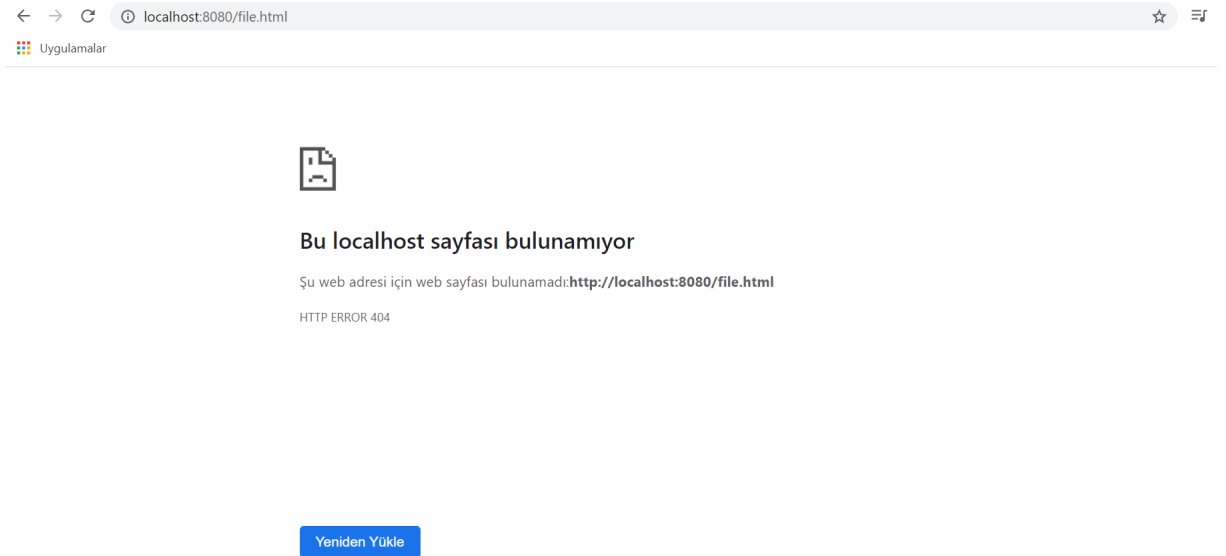 localhost:8080/file.html
Uygulamalar
Bu localhost sayfası bulunamıyor
Şu web adresi için web sayfası bulunamadı:http://localhost:8080/file.html
HTTP ERROR 404
Yeniden Yükle